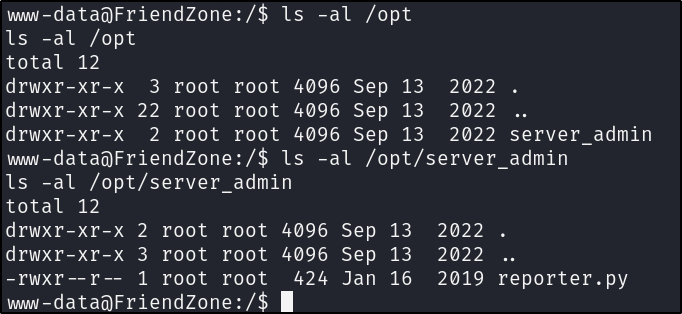 www-data@FriendZone:/$ ls -al /opt
ls -al /opt
total 12
drwxr-xr-x  3 root root 4096 Sep 13  2022 .
drwxr-xr-x 22 root root 4096 Sep 13  2022 ..
drwxr-xr-x  2 root root 4096 Sep 13  2022 server_admin
www-data@FriendZone:/$ ls -al /opt/server_admin
ls -al /opt/server_admin
total 12
drwxr-xr-x 2 root root 4096 Sep 13  2022 .
drwxr-xr-x 3 root root 4096 Sep 13  2022 ..
-rwxr--r-- 1 root root  424 Jan 16  2019 reporter.py
www-data@FriendZone:/$